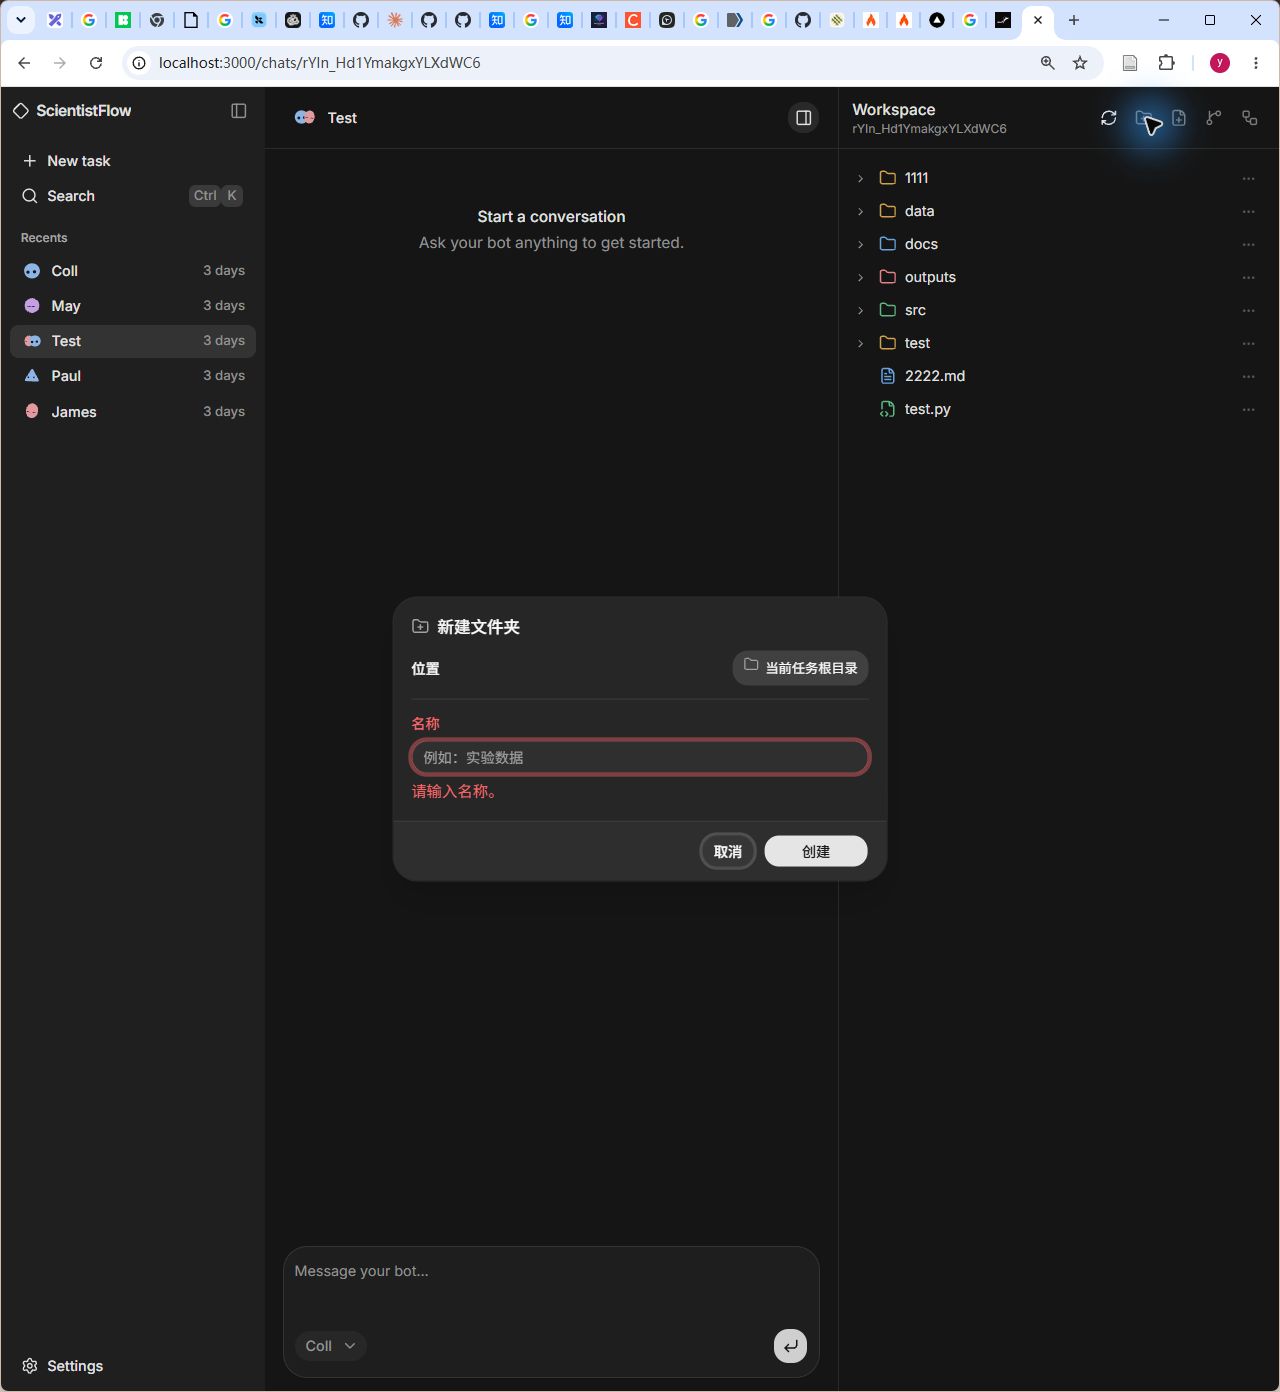 localhost:3000/chats/rYIn_Hd1YmakgxYLXdWC6
y
ScientistFlow
New task
Search Ctrl K
Recents
Coll 3 days
May 3 days
Test 3 days
Paul 3 days
James 3 days
Settings
Test
Start a conversation
Ask your bot anything to get started.
Message your bot...
Coll
Workspace
rYIn_Hd1YmakgxYLXdWC6
1111
data
docs
outputs
src
test
2222.md
test.py
新建文件夹
位置 当前任务根目录
名称
例如：实验数据
请输入名称。
取消 创建